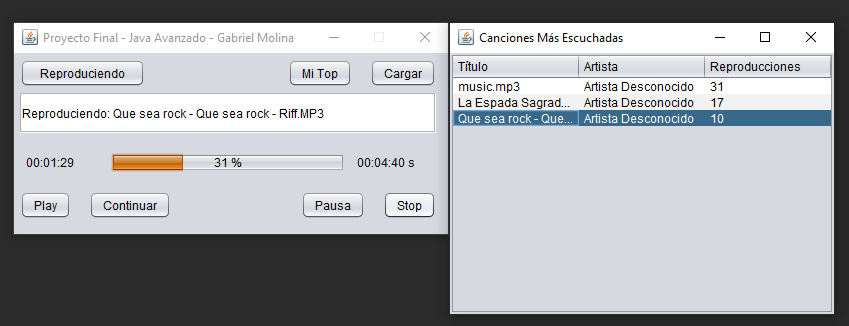 Proyecto Final - Java Avanzado - Gabriel Molina
Reproduciendo
Mi Top
Cargar
Reproduciendo: Que sea rock - Que sea rock - Riff.MP3
00:01:29
31 %
00:04:40 s
Play
Continuar
Pausa
Stop
Canciones Más Escuchadas
Título Artista Reproducciones
music.mp3 Artista Desconocido 31
La Espada Sagrad... Artista Desconocido 17
Que sea rock - Que... Artista Desconocido 10